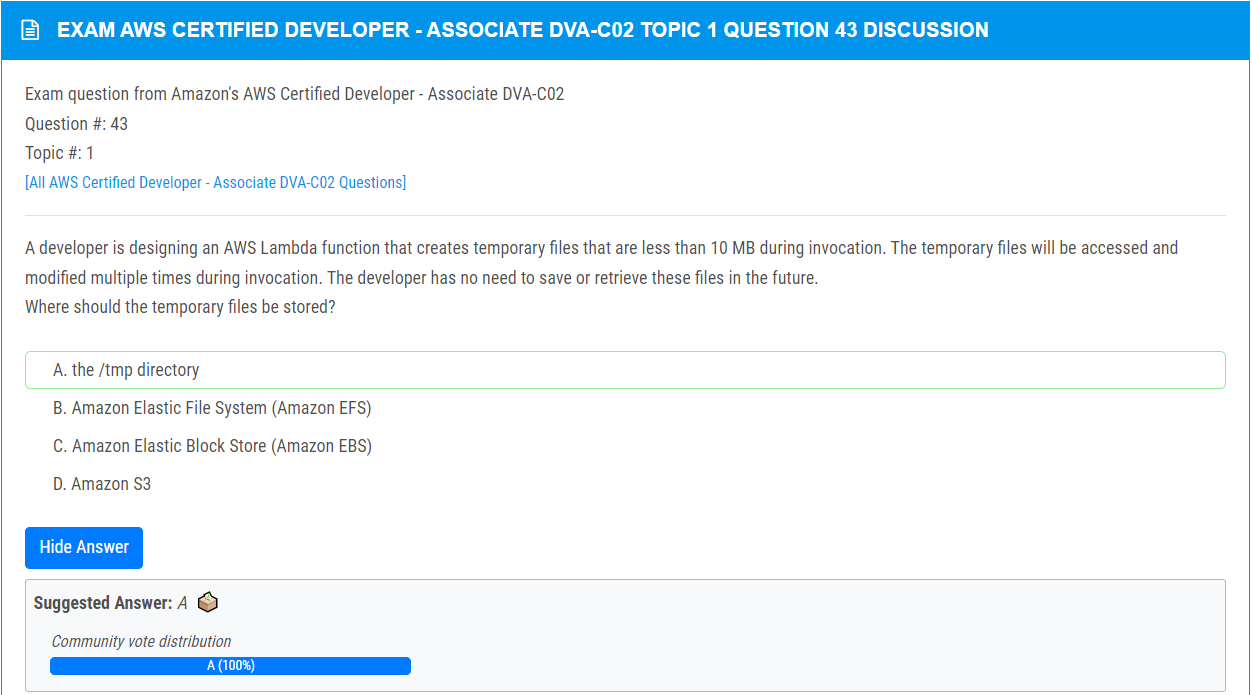 EXAM AWS CERTIFIED DEVELOPER - ASSOCIATE DVA-C02 TOPIC 1 QUESTION 43 DISCUSSION
Exam question from Amazon's AWS Certified Developer - Associate DVA-C02
Question #: 43
Topic #: 1
[All AWS Certified Developer - Associate DVA-C02 Questions]
A developer is designing an AWS Lambda function that creates temporary files that are less than 10 MB during invocation. The temporary files will be accessed and
modified multiple times during invocation. The developer has no need to save or retrieve these files in the future.
Where should the temporary files be stored?
A. the /tmp directory
B. Amazon Elastic File System (Amazon EFS)
C. Amazon Elastic Block Store (Amazon EBS)
D. Amazon S3
Hide Answer
Suggested Answer: A
Community vote distribution
A (100%)